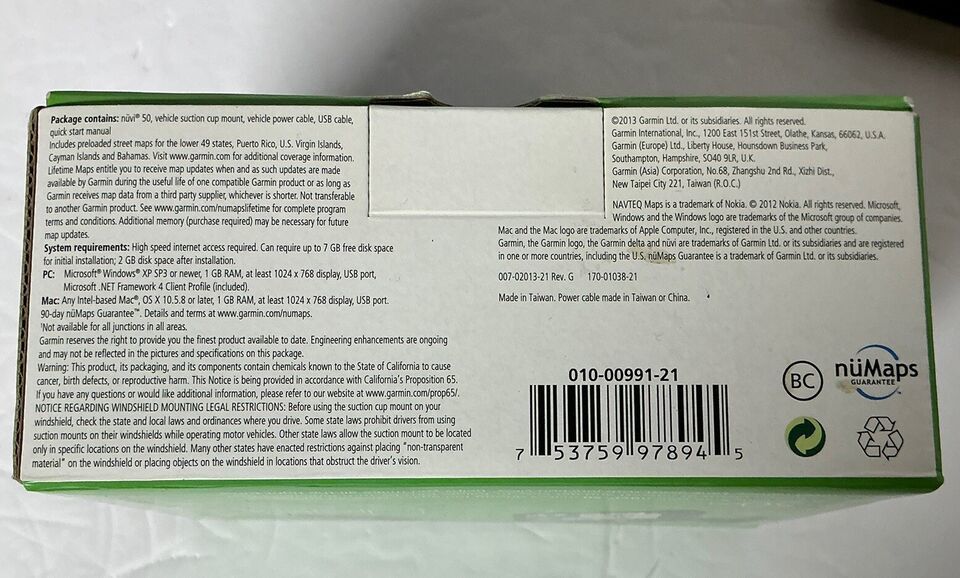 Package contains: nüvi® 50, vehicle suction cup mount, vehicle power cable, USB cable,
quick start manual
Includes preloaded street maps for the lower 49 states, Puerto Rico, U.S. Virgin Islands,
Cayman Islands and Bahamas. Visit www.garmin.com for additional coverage information.
Lifetime Maps entitle you to receive map updates when and as such updates are made
available by Garmin during the useful life of one compatible Garmin product or as long as
Garmin receives map data from a third party supplier, whichever is shorter. Not transferable
to another Garmin product. See www.garmin.com/numapslifetime for complete program
terms and conditions. Additional memory (purchase required) may be necessary for future
map updates.
System requirements: High speed internet access required. Can require up to 7 GB free disk space
for initial installation; 2 GB disk space after installation.
PC: Microsoft® Windows® XP SP3 or newer, 1 GB RAM, at least 1024 x 768 display, USB port,
Microsoft .NET Framework 4 Client Profile (included).
Mac: Any Intel-based Mac®, OS X 10.5.8 or later, 1 GB RAM, at least 1024 x 768 display, USB port.
90-day nüMaps Guarantee™. Details and terms at www.garmin.com/numaps.
¹Not available for all junctions in all areas.
Garmin reserves the right to provide you the finest product available to date. Engineering enhancements are ongoing
and may not be reflected in the pictures and specifications on this package.
Warning: This product, its packaging, and its components contain chemicals known to the State of California to cause
cancer, birth defects, or reproductive harm. This Notice is being provided in accordance with California's Proposition 65.
If you have any questions or would like additional information, please refer to our website at www.garmin.com/prop65/.
NOTICE REGARDING WINDSHIELD MOUNTING LEGAL RESTRICTIONS: Before using the suction cup mount on your
windshield, check the state and local laws and ordinances where you drive. Some state laws prohibit drivers from using
suction mounts on their windshields while operating motor vehicles. Other state laws allow the suction mount to be located
only in specific locations on the windshield. Many other states have enacted restrictions against placing "non-transparent
material" on the windshield or placing objects on the windshield in locations that obstruct the driver's vision.
©2013 Garmin Ltd. or its subsidiaries. All rights reserved.
Garmin International, Inc., 1200 East 151st Street, Olathe, Kansas, 66062, U.S.A.
Garmin (Europe) Ltd., Liberty House, Hounsdown Business Park,
Southampton, Hampshire, SO40 9LR, U.K.
Garmin (Asia) Corporation, No.68, Zhangshu 2nd Rd., Xizhi Dist.,
New Taipei City 221, Taiwan (R.O.C.)
NAVTEQ Maps is a trademark of Nokia. © 2012 Nokia. All rights reserved. Microsoft,
Windows and the Windows logo are trademarks of the Microsoft group of companies.
Mac and the Mac logo are trademarks of Apple Computer, Inc., registered in the U.S. and other countries.
Garmin, the Garmin logo, the Garmin delta and nüvi are trademarks of Garmin Ltd. or its subsidiaries and are registered
in one or more countries, including the U.S. nüMaps Guarantee is a trademark of Garmin Ltd. or its subsidiaries.
007-02013-21 Rev. G 170-01038-21
Made in Taiwan. Power cable made in Taiwan or China.
010-00991-21
7 53759 97894 5
BC
nüMaps
GUARANTEE™